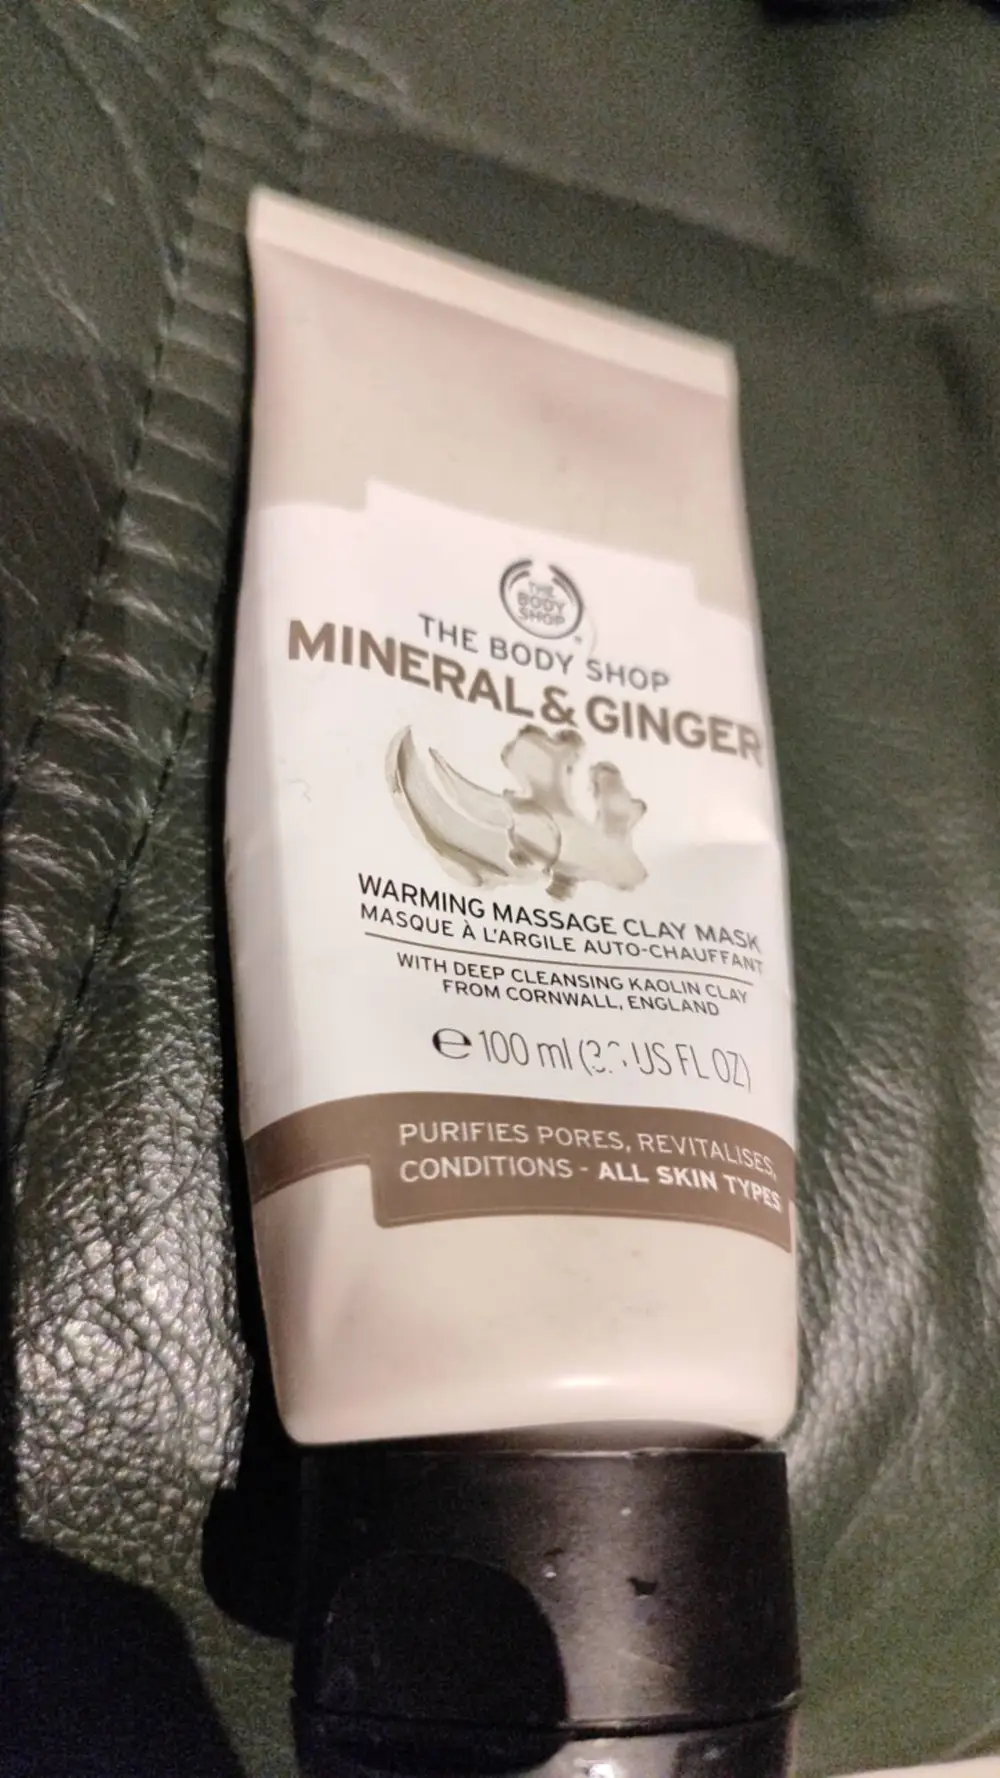 THE
BODY
SHOP
THE BODY SHOP
MINERAL & GINGER
WARMING MASSAGE CLAY MASK
MASQUE À L'ARGILE AUTO-CHAUFFANT
WITH DEEP CLEANSING KAOLIN CLAY
FROM CORNWALL, ENGLAND
℮ 100 ml US FL OZ)
PURIFIES PORES, REVITALISES,
CONDITIONS - ALL SKIN TYPES